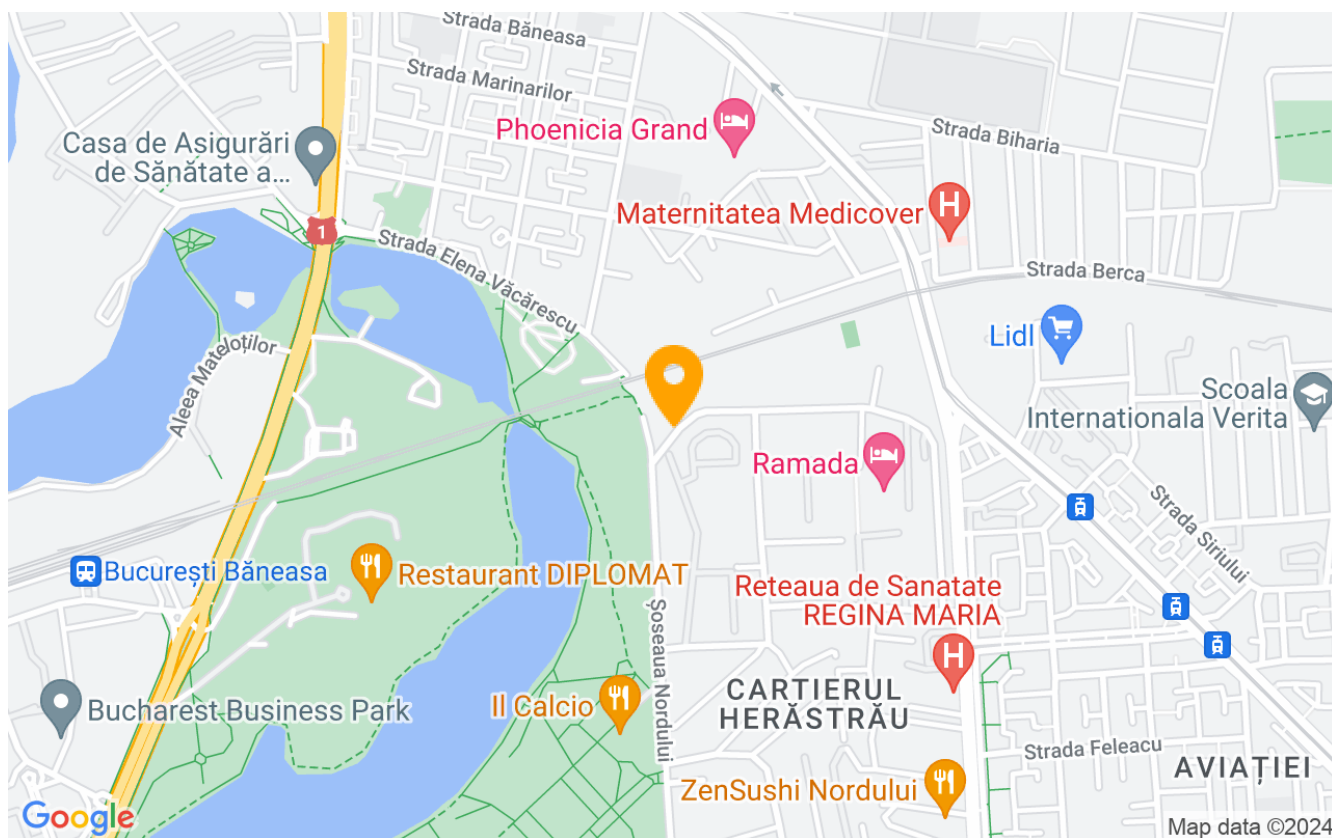 Strada Băneasa
Strada Marinarilor
Phoenicia Grand
Strada Biharia
Casa de Asigurări
de Sănătate a...
Maternitatea Medicover
1
Strada Elena Văcărescu
Strada Berca
Lidl
Aleea Mateloților
Scoala
Internationala Verita
Ramada
Strada Siriului
București Băneasa
Restaurant DIPLOMAT
Reteaua de Sanatate
REGINA MARIA
Șoseaua Nordului
CARTIERUL
HERĂSTRĂU
Il Calcio
Bucharest Business Park
Strada Feleacu
AVIAȚIEI
ZenSushi Nordului
Google
Map data ©2024